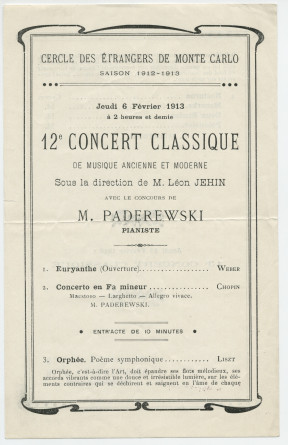 CERCLE DES ÉTRANGERS DE MONTE CARLO
SAISON 1912-1913
Jeudi 6 Février 1913
à 2 heures et demie
12e CONCERT CLASSIQUE
DE MUSIQUE ANCIENNE ET MODERNE
Sous la direction de M. Léon JEHIN
AVEC LE CONCOURS DE
M. PADEREWSKI
PIANISTE
1. Euryanthe (Ouverture)..................... WEBER
2. Concerto en Fa mineur................... CHOPIN
Maestoso — Larghetto — Allegro vivace.
M. PADEREWSKI.
ENTR'ACTE DE 10 MINUTES
3. Orphée, Poème symphonique............ LISZT
Orphée, c'est-à-dire l'Art, doit épandre ses flots mélodieux, ses
accords vibrants comme une douce et irrésistible lumière, sur les élé-
ments contraires qui se déchirent et saignent en l'âme de chaque